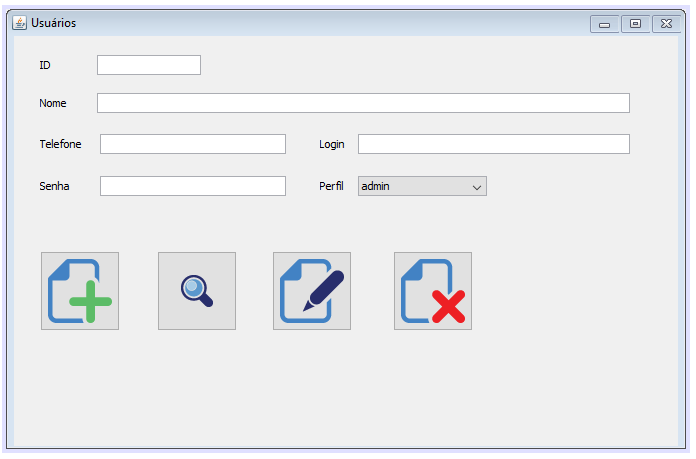 Usuários
ID
Nome
Telefone Login
Senha Perfil admin